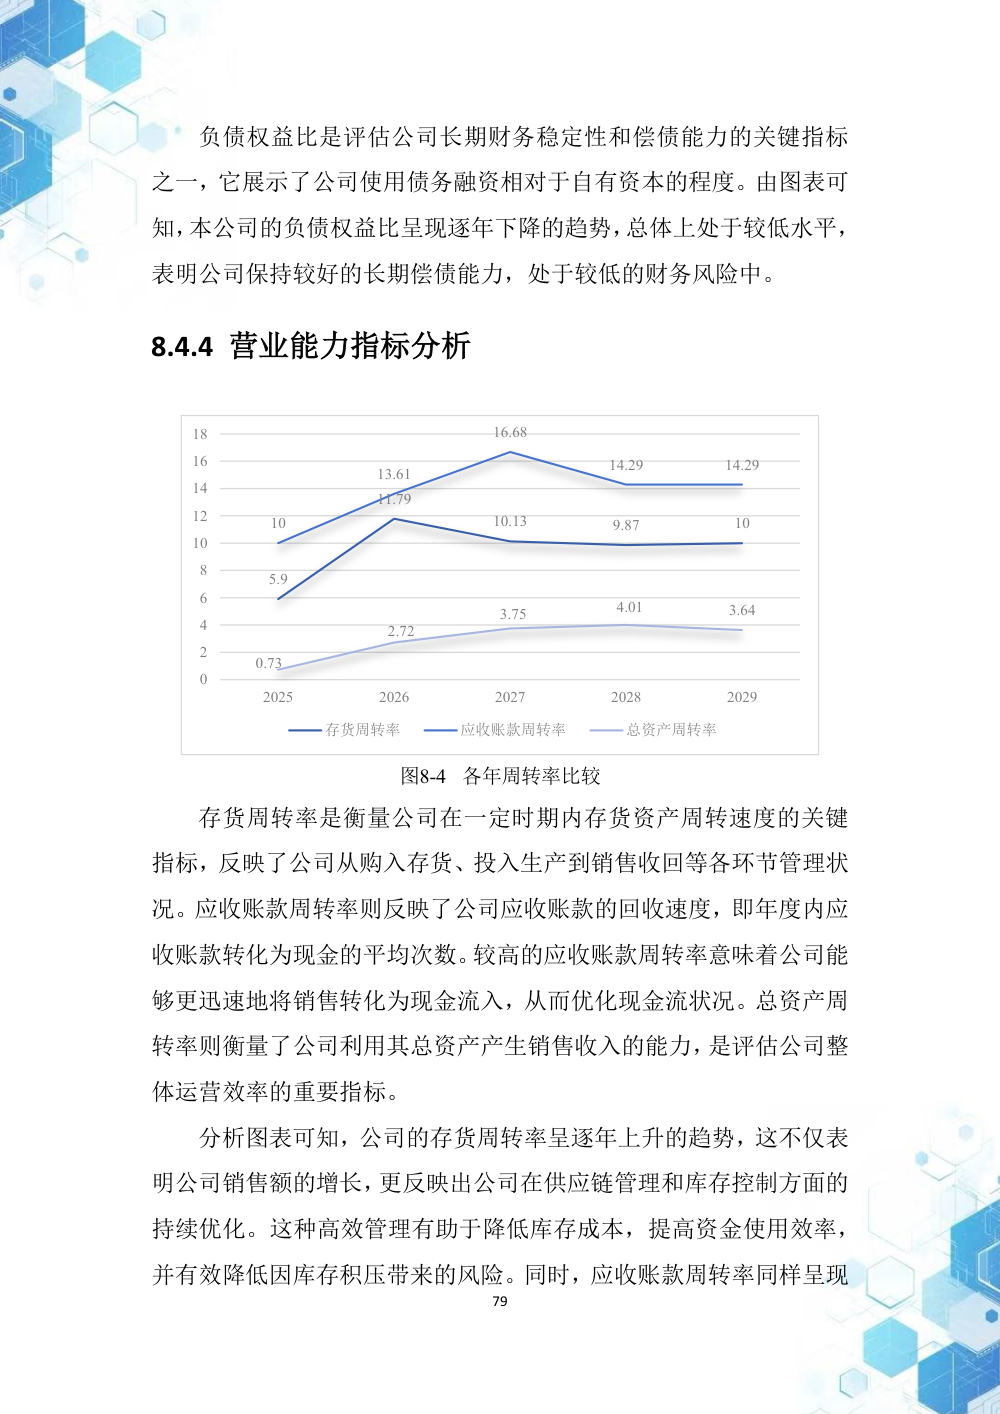 负债权益比是评估公司长期财务稳定性和偿债能力的关键指标
之一，它展示了公司使用债务融资相对于自有资本的程度。由图表可
知，本公司的负债权益比呈现逐年下降的趋势，总体上处于较低水平，
表明公司保持较好的长期偿债能力，处于较低的财务风险中。
8.4.4 营业能力指标分析
18
16
14
12
10
8
6
4
2
0
10
13.61
16.68
14.29
14.29
5.9
11.79
10.13
9.87
10
0.73
2.72
3.75
4.01
3.64
2025 2026 2027 2028 2029
存货周转率 应收账款周转率 总资产周转率
图8-4 各年周转率比较
存货周转率是衡量公司在一定时期内存货资产周转速度的关键
指标，反映了公司从购入存货、投入生产到销售收回等各环节管理状
况。应收账款周转率则反映了公司应收账款的回收速度，即年度内应
收账款转化为现金的平均次数。较高的应收账款周转率意味着公司能
够更迅速地将销售转化为现金流入，从而优化现金流状况。总资产周
转率则衡量了公司利用其总资产产生销售收入的能力，是评估公司整
体运营效率的重要指标。
分析图表可知，公司的存货周转率呈逐年上升的趋势，这不仅表
明公司销售额的增长，更反映出公司在供应链管理和库存控制方面的
持续优化。这种高效管理有助于降低库存成本，提高资金使用效率，
并有效降低因库存积压带来的风险。同时，应收账款周转率同样呈现
79